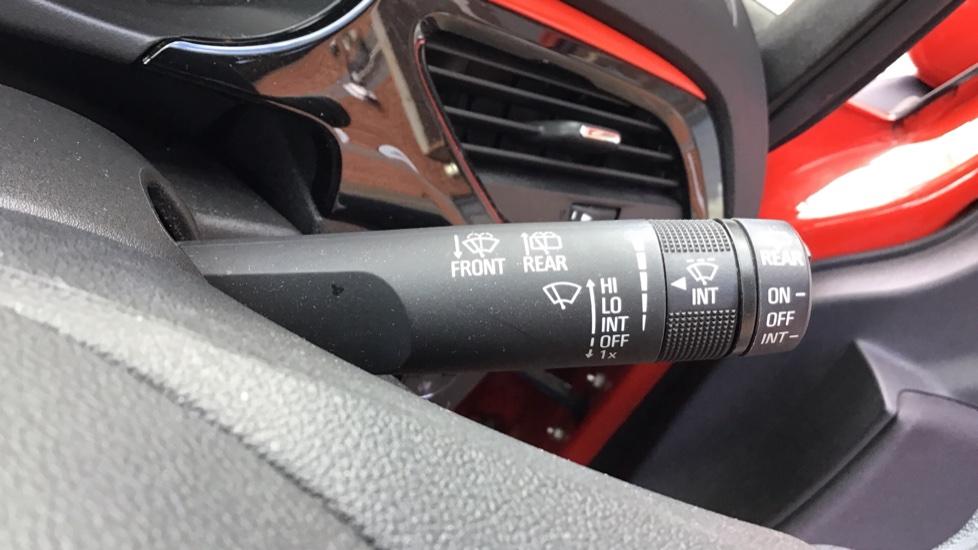 FRONT REAR
HI
LO
INT
OFF
1x
INT
REAR
ON
OFF
INT